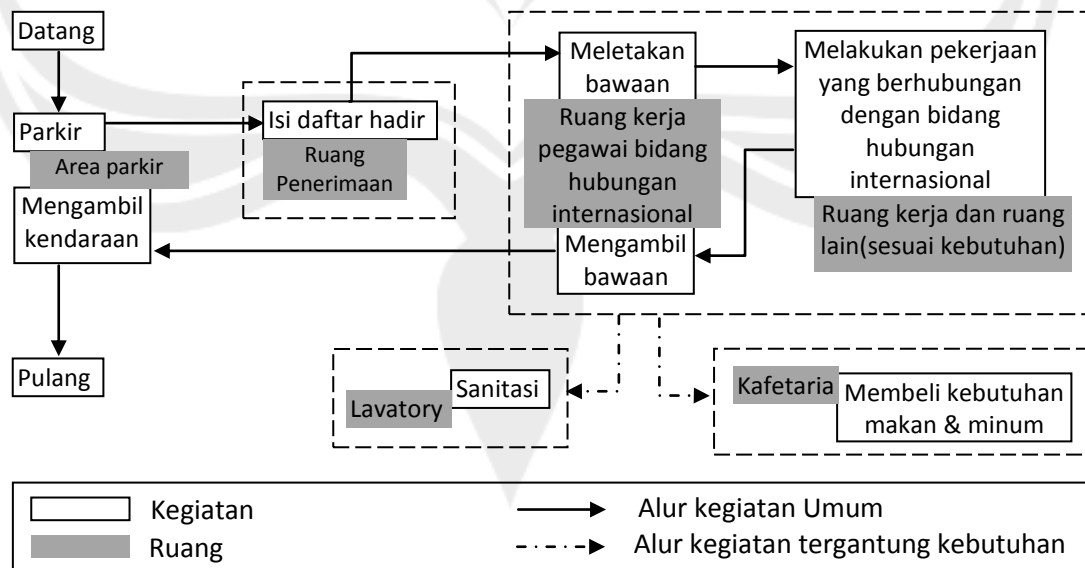 Datang
Parkir
Area parkir
Mengambil
kendaraan
Pulang
Isi daftar hadir
Ruang
Penerimaan
Meletakan
bawaan
Ruang kerja
pegawai bidang
hubungan
internasional
Mengambil
bawaan
Melakukan pekerjaan
yang berhubungan
dengan bidang
hubungan
internasional
Ruang kerja dan ruang
lain(sesuai kebutuhan)
Lavatory
Sanitasi
Kafetaria
Membeli kebutuhan
makan & minum
Kegiatan
Ruang
Alur kegiatan Umum
Alur kegiatan tergantung kebutuhan